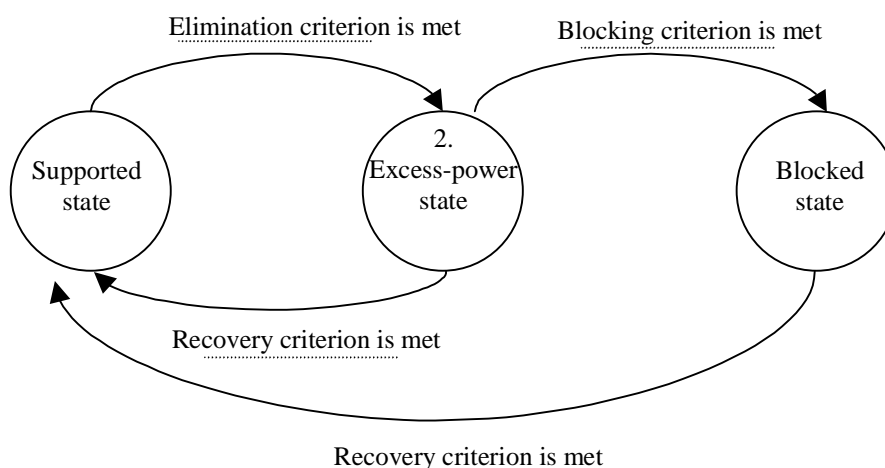 Elimination criterion is met
Blocking criterion is met
Supported
state
2.
Excess-power
state
Blocked
state
Recovery criterion is met
Recovery criterion is met